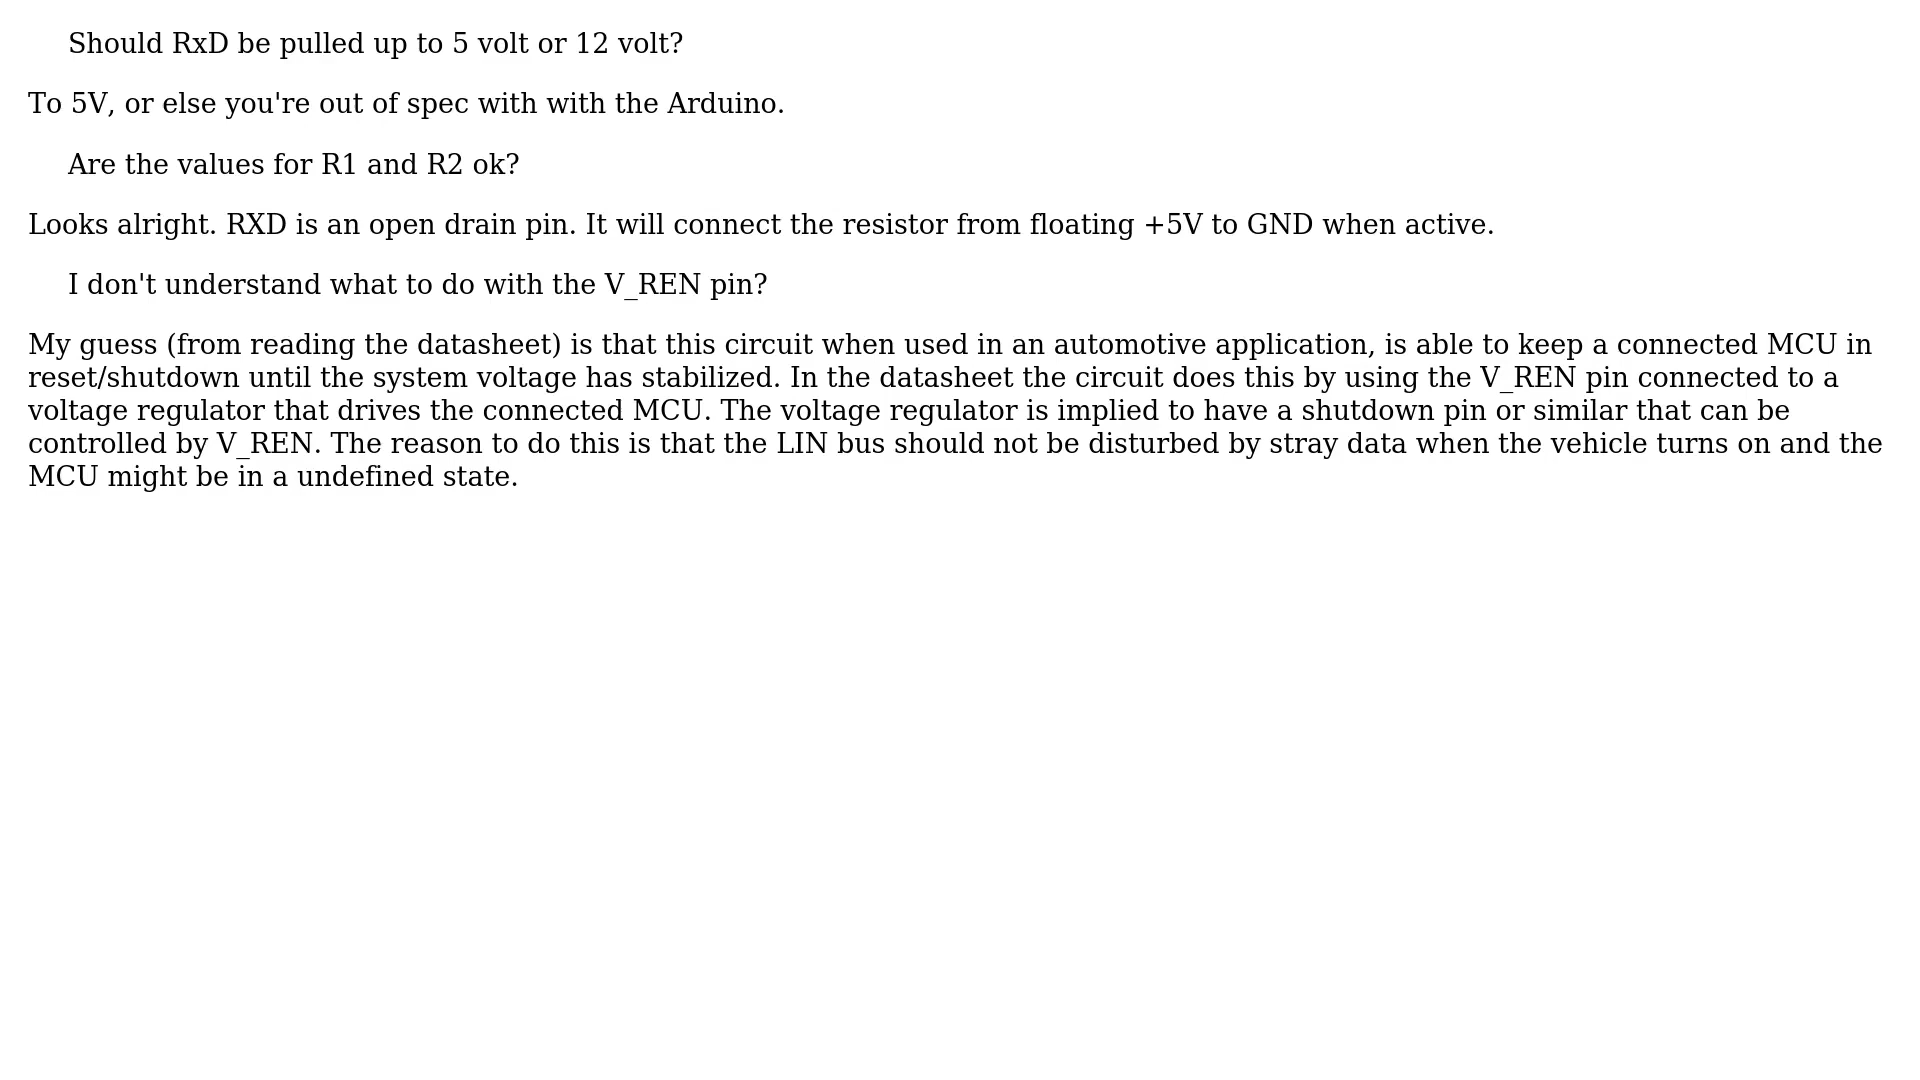 Should RxD be pulled up to 5 volt or 12 volt?
To 5V, or else you're out of spec with with the Arduino.
Are the values for R1 and R2 ok?
Looks alright. RXD is an open drain pin. It will connect the resistor from floating +5V to GND when active.
I don't understand what to do with the V_REN pin?
My guess (from reading the datasheet) is that this circuit when used in an automotive application, is able to keep a connected MCU in
reset/shutdown until the system voltage has stabilized. In the datasheet the circuit does this by using the V_REN pin connected to a
voltage regulator that drives the connected MCU. The voltage regulator is implied to have a shutdown pin or similar that can be
controlled by V_REN. The reason to do this is that the LIN bus should not be disturbed by stray data when the vehicle turns on and the
MCU might be in a undefined state.